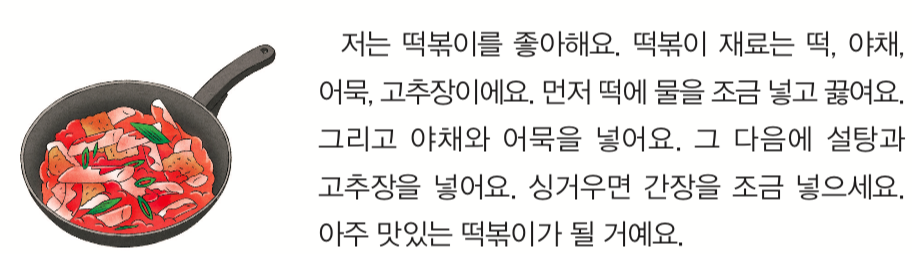 저는 떡볶이를 좋아해요. 떡볶이 재료는 떡, 야채,
어묵, 고추장이에요. 먼저 떡에 물을 조금 넣고 끓여요.
그리고 야채와 어묵을 넣어요. 그 다음에 설탕과
고추장을 넣어요. 싱거우면 간장을 조금 넣으세요.
아주 맛있는 떡볶이가 될 거예요.